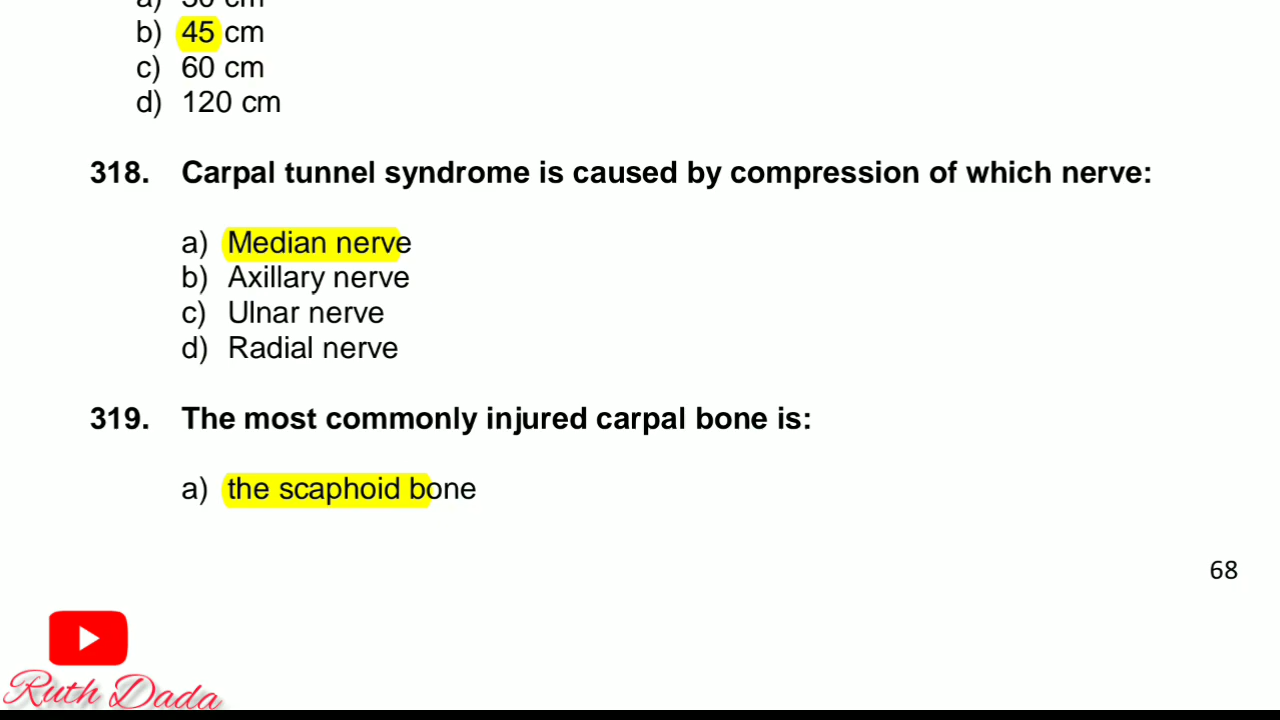 a) 30 cm
b) 45 cm
c) 60 cm
d) 120 cm
318. Carpal tunnel syndrome is caused by compression of which nerve:
a) Median nerve
b) Axillary nerve
c) Ulnar nerve
d) Radial nerve
319. The most commonly injured carpal bone is:
a) the scaphoid bone
68
Ruth Dada